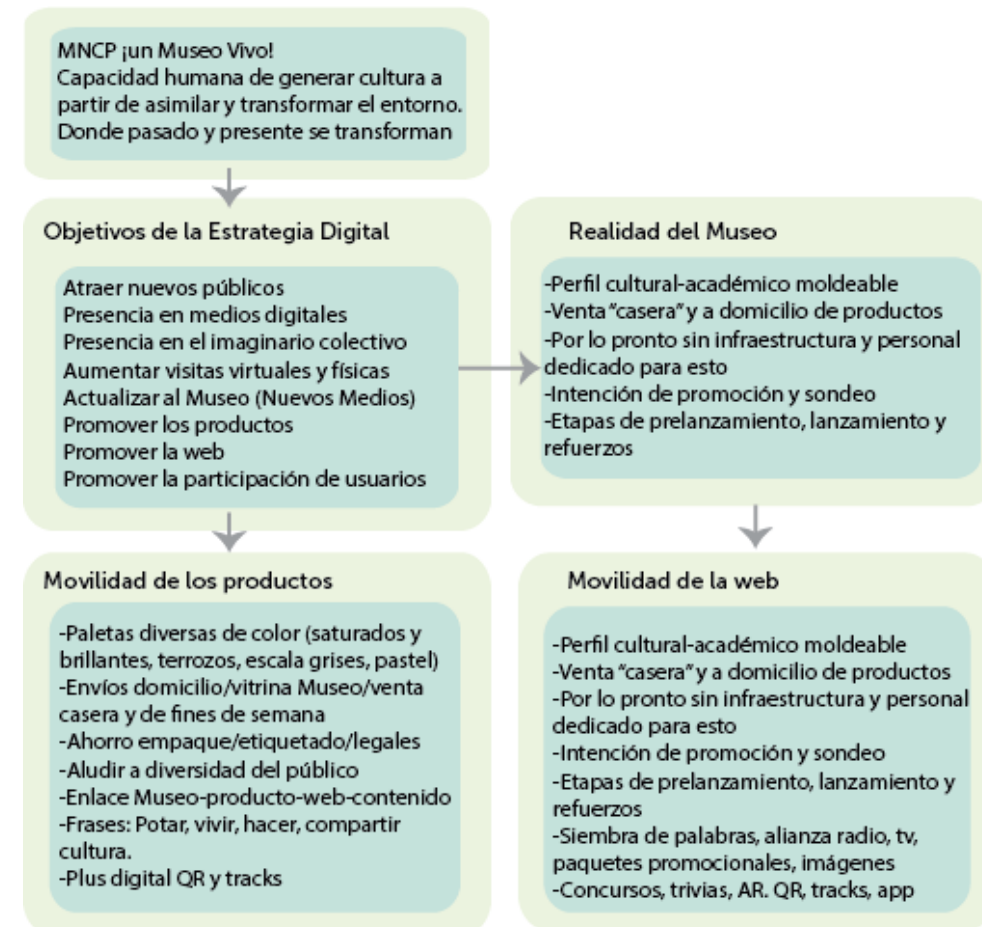 MNCP ¡un Museo Vivo!
Capacidad humana de generar cultura a
partir de asimilar y transformar el entorno.
Donde pasado y presente se transforman
Objetivos de la Estrategia Digital
Atraer nuevos públicos
Presencia en medios digitales
Presencia en el imaginario colectivo
Aumentar visitas virtuales y físicas
Actualizar al Museo (Nuevos Medios)
Promover los productos
Promover la web
Promover la participación de usuarios
Realidad del Museo
-Perfil cultural-académico moldeable
-Venta “casera” y a domicilio de productos
-Por lo pronto sin infraestructura y personal
dedicado para esto
-Intención de promoción y sondeo
-Etapas de prelanzamiento, lanzamiento y
refuerzos
Movilidad de los productos
-Paletas diversas de color (saturados y
brillantes, terrozos, escala grises, pastel)
-Envíos domicilio/vitrina Museo/venta
casera y de fines de semana
-Ahorro empaque/etiquetado/legales
-Aludir a diversidad del público
-Enlace Museo-producto-web-contenido
-Frases: Potar, vivir, hacer, compartir
cultura.
-Plus digital QR y tracks
Movilidad de la web
-Perfil cultural-académico moldeable
-Venta “casera” y a domicilio de productos
-Por lo pronto sin infraestructura y personal
dedicado para esto
-Intención de promoción y sondeo
-Etapas de prelanzamiento, lanzamiento y
refuerzos
-Siembra de palabras, alianza radio, tv,
paquetes promocionales, imágenes
-Concursos, trivias, AR. QR, tracks, app